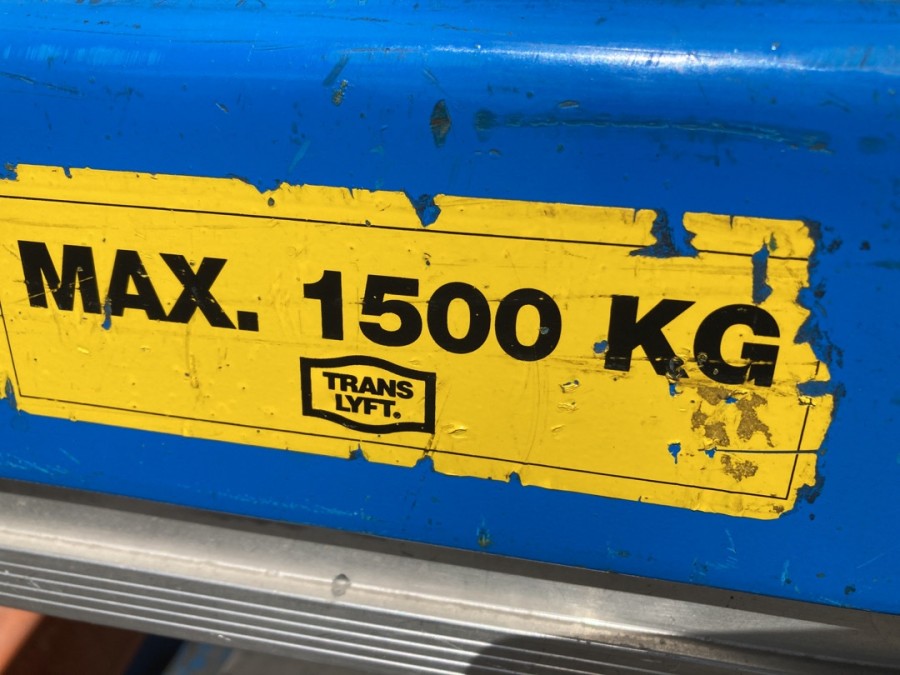 MAX. 1500 KG
TRANS
LYFT.